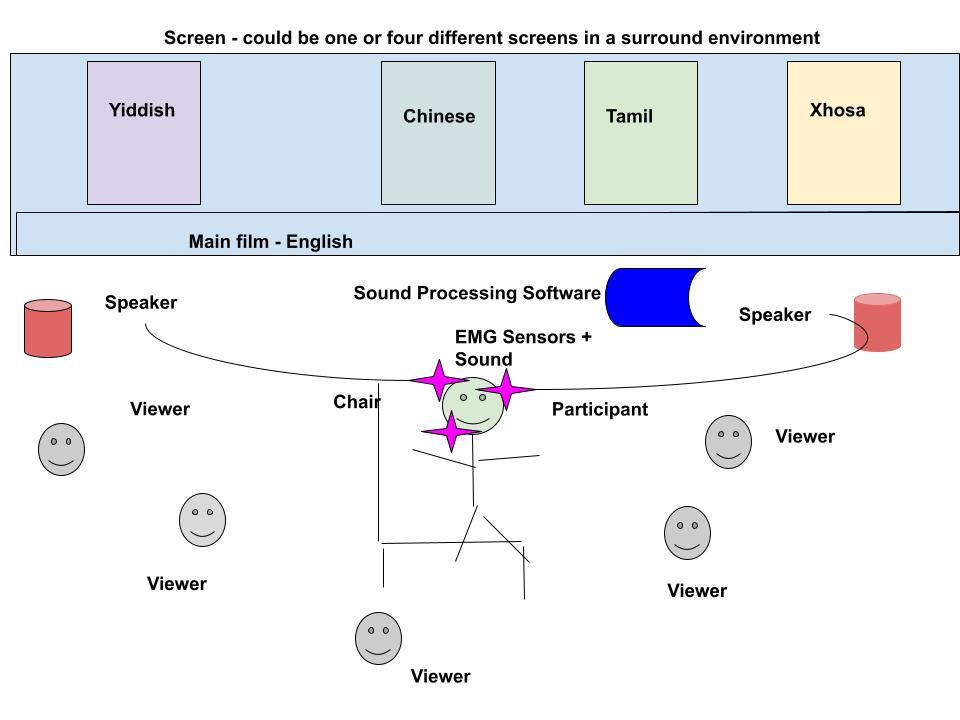 Screen - could be one or four different screens in a surround environment
Yiddish
Chinese
Tamil
Xhosa
Main film - English
Speaker
Sound Processing Software
Speaker
EMG Sensors +
Sound
Chair
Participant
Viewer
Viewer
Viewer
Viewer
Viewer